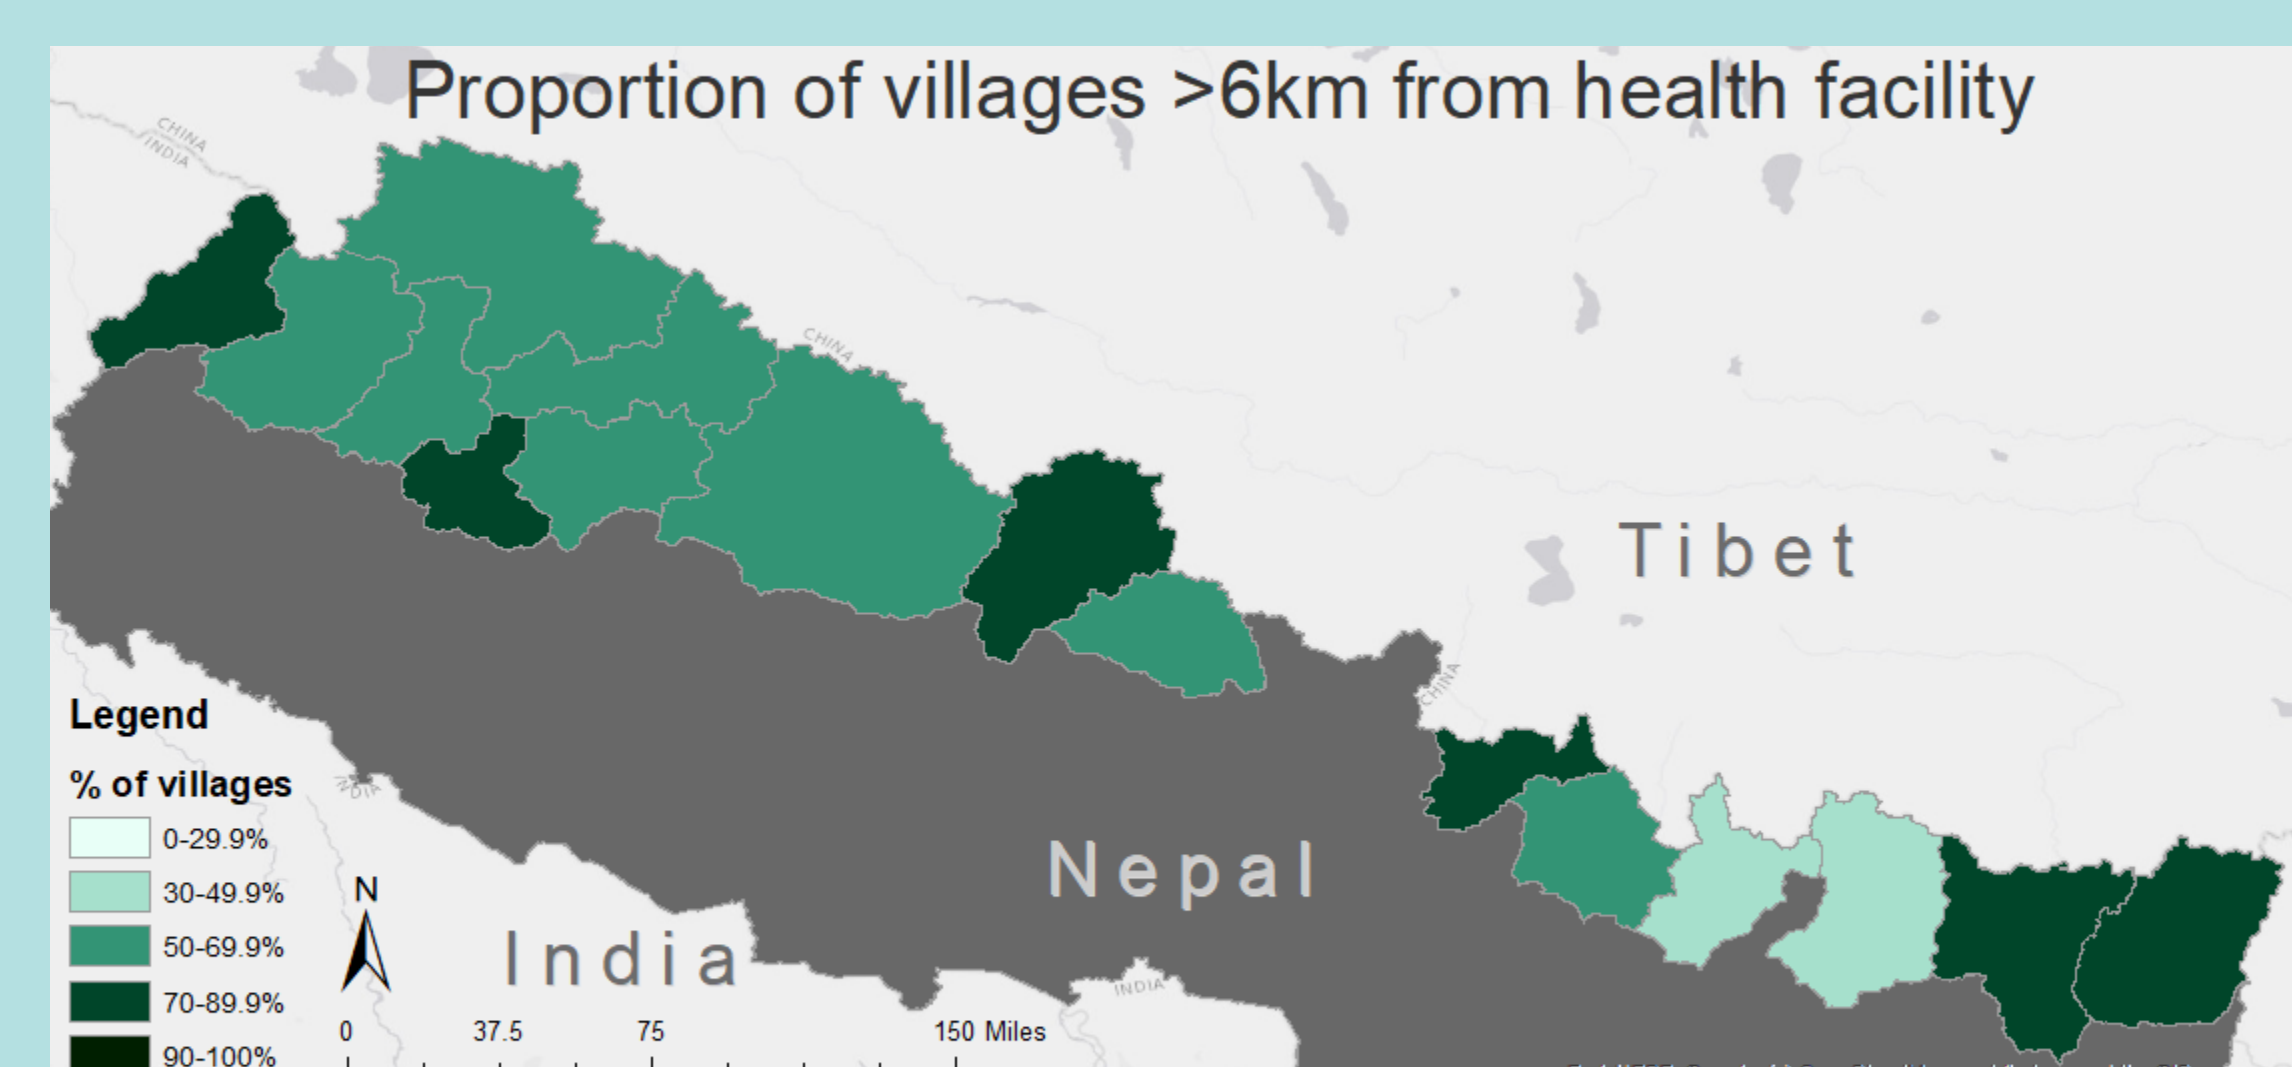 Proportion of villages >6km from health facility
CHINA
INDIA
CHINA
Tibet
CHINA
Legend
% of villages
INDIA
0-29.9%
30-49.9%
50-69.9%
70-89.9%
90-100%
N
Nepal
India
INDIA
0 37.5 75 150 Miles